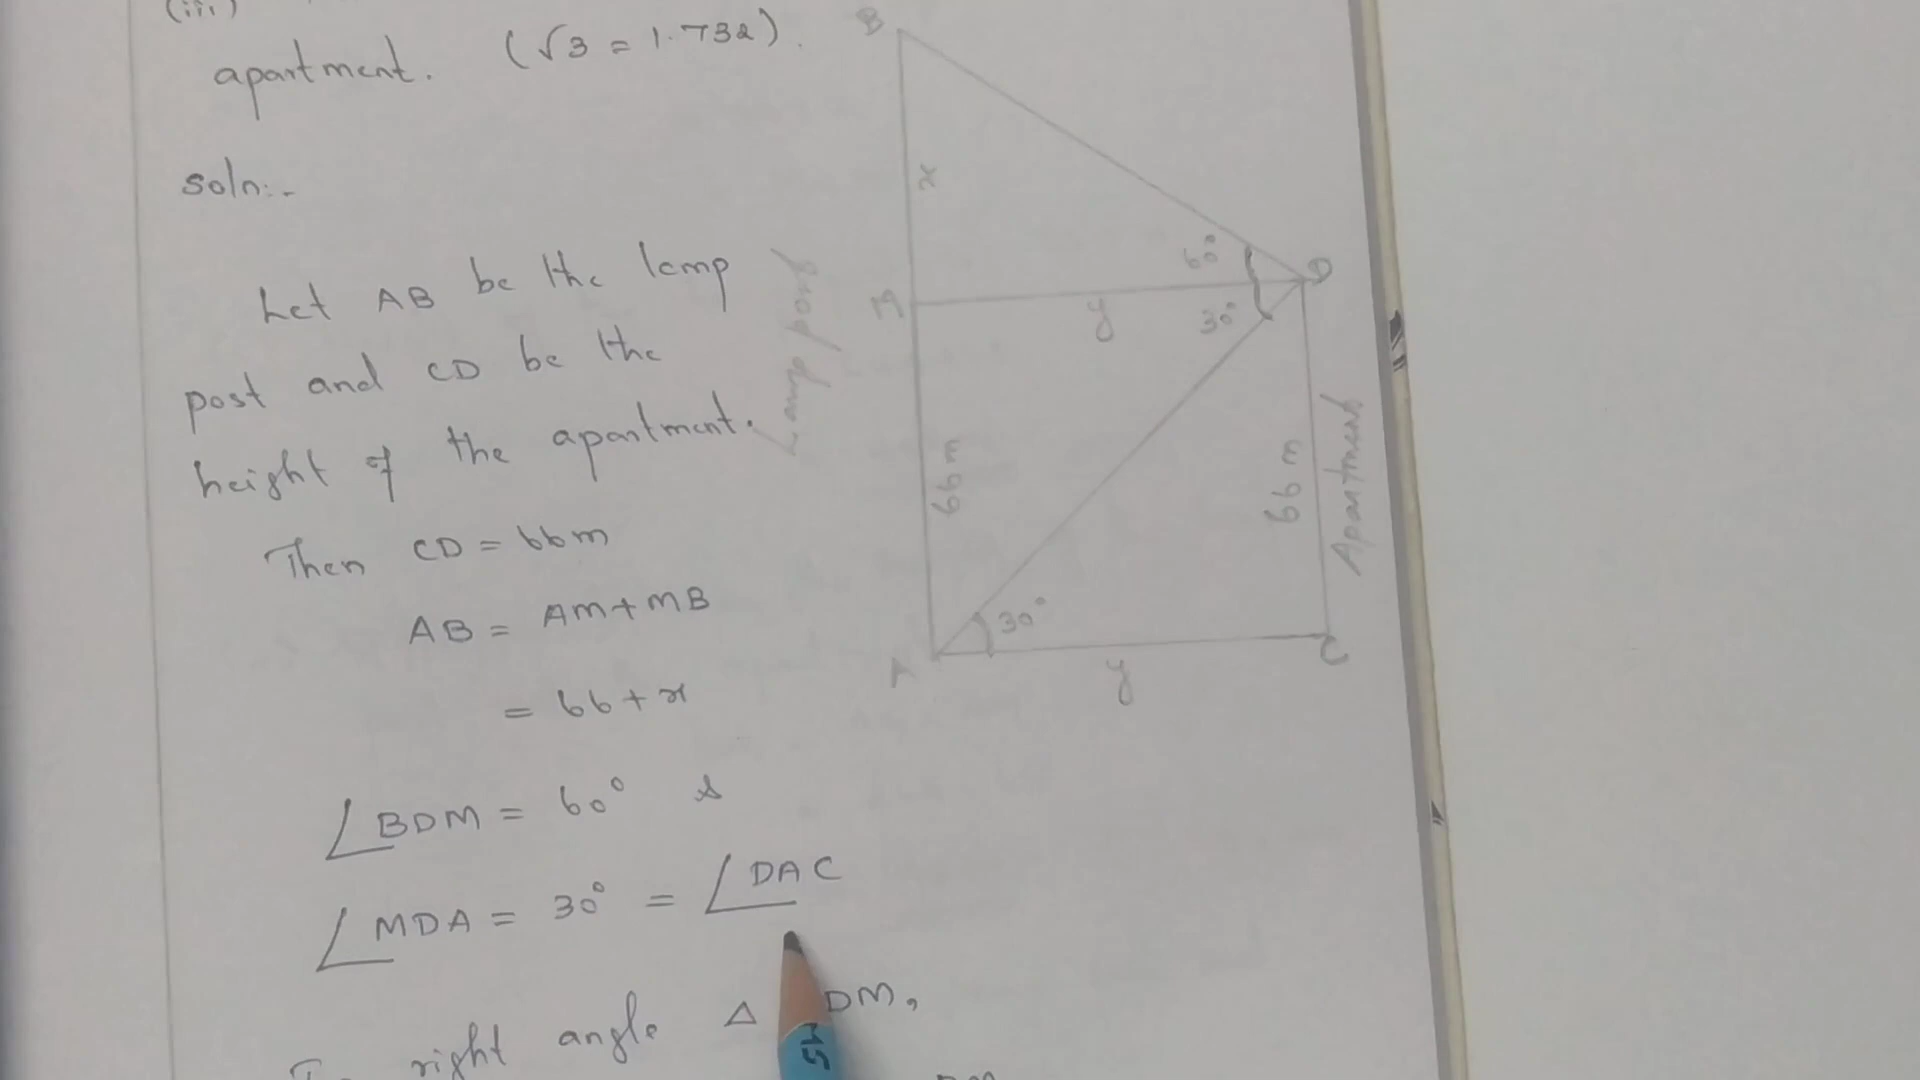 (iii)
apartment. (√3 = 1.732).
soln:-
Let AB be the lamp
post and CD be the
height of the apartment.
Then CD = 66m
AB = AM+MB
= 66+x
∠BDM = 60° &
∠MDA = 30° = ∠DAC
right angle Δ DM,
B
x
60°
D
M
y
30°
Lamp post
66 m
66 m
Apartment
30°
A
y
C